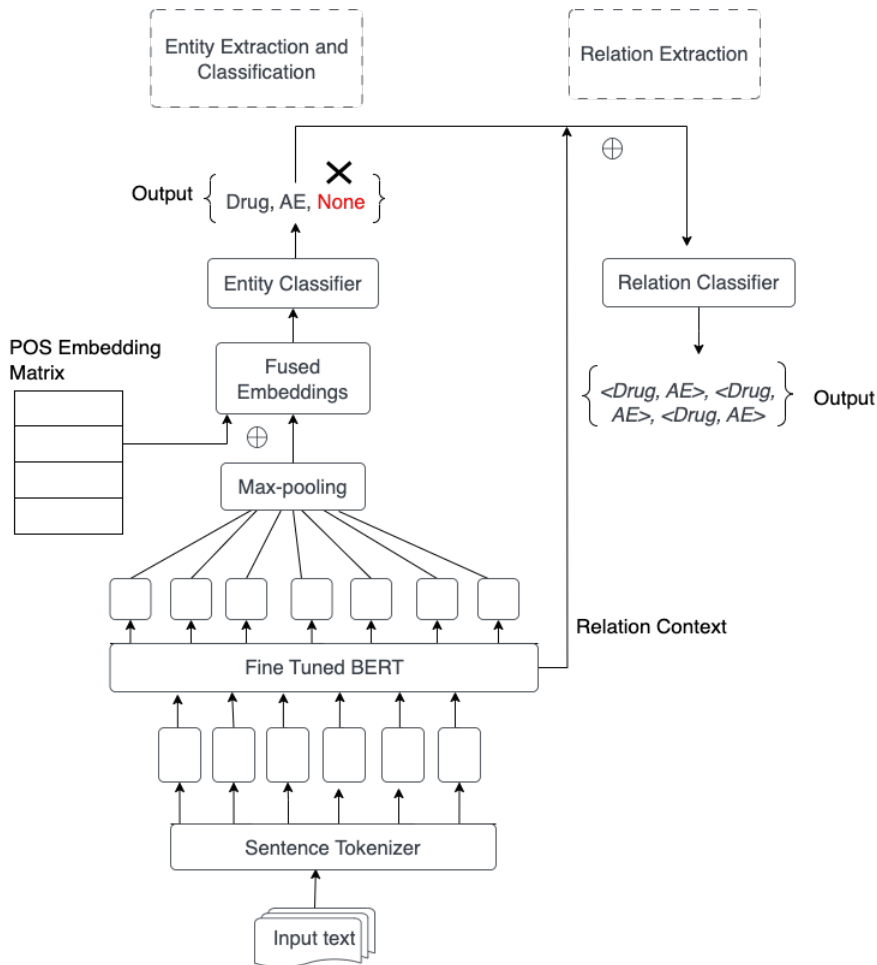 Entity Extraction and
Classification
Relation Extraction
Output
Drug, AE, None
Entity Classifier
Relation Classifier
POS Embedding
Matrix
Fused
Embeddings
<Drug, AE>, <Drug,
AE>, <Drug, AE>
Output
Max-pooling
Relation Context
Fine Tuned BERT
Sentence Tokenizer
Input text